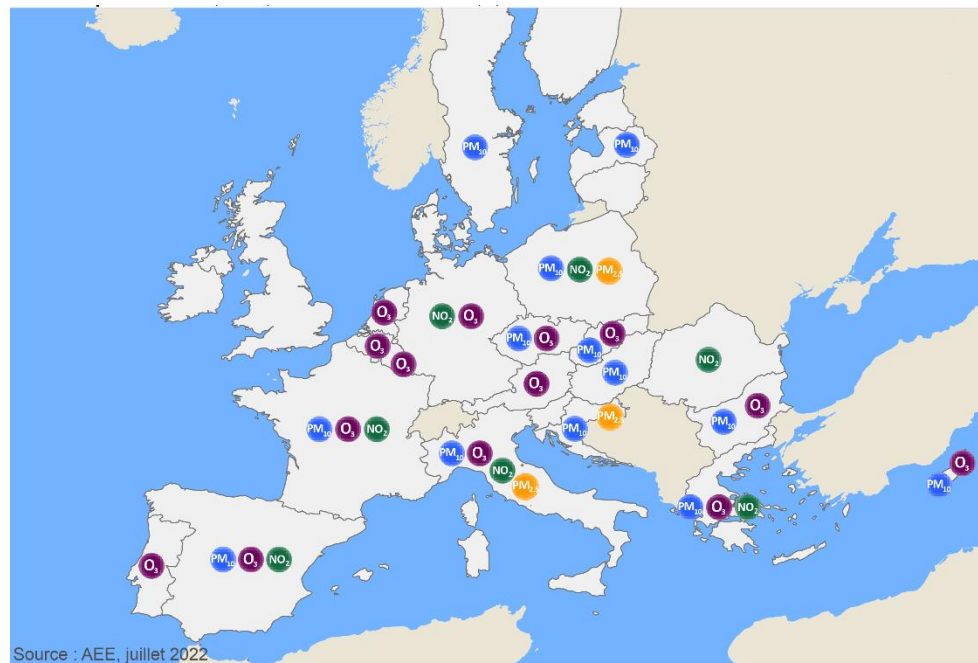 PM₁₀
PM₁₀
PM₁₀ NO₂ PM₂.₅
O₃
NO₂ O₃
PM₁₀ O₃
O₃
PM₁₀
O₃
O₃
NO₂
PM₁₀
O₃
O₃
PM₂.₅
PM₁₀
PM₁₀
PM₁₀ O₃ NO₂
PM₁₀ O₃
NO₂
PM₂.₅
O₃
PM₁₀
PM₁₀ O₃ NO₂
O₃
PM₁₀ O₃ NO₂
Source : AEE, juillet 2022